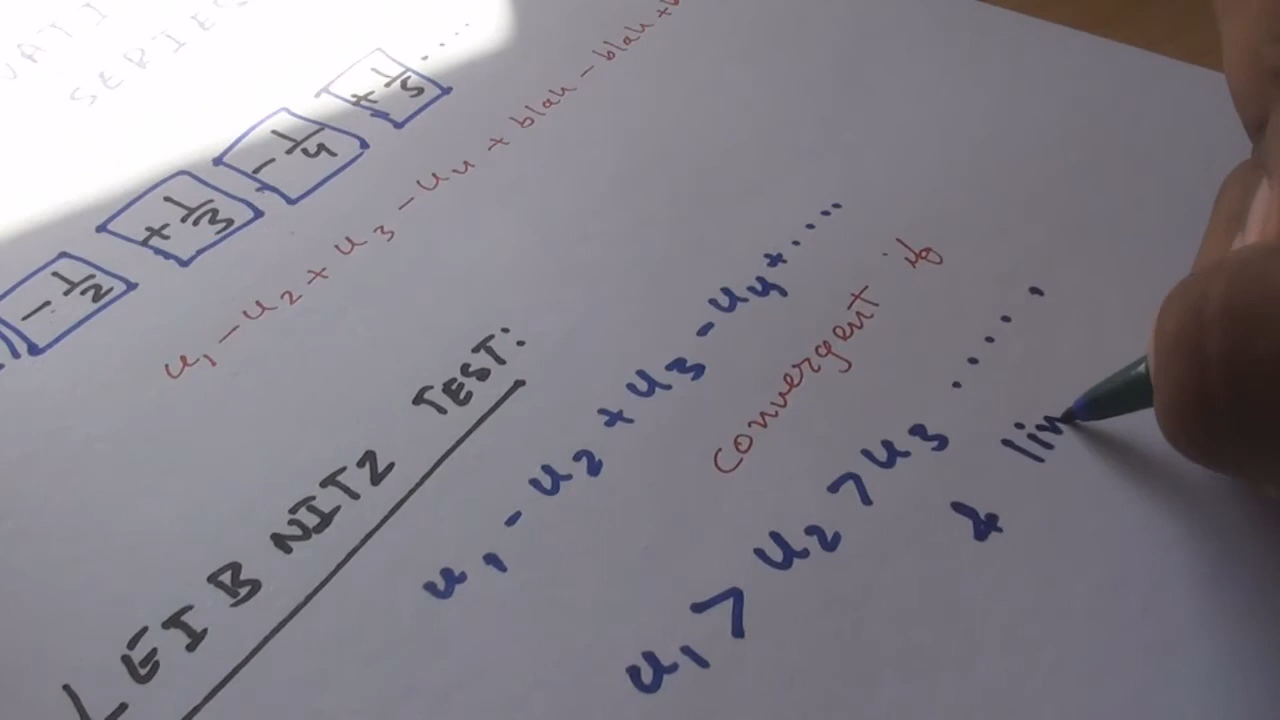 SERIES
- 1/2 + 1/3 - 1/4 + 1/5 ....
u₁ - u₂ + u₃ - u₄ + blah - blah +
LEIBNITZ TEST:
u₁ - u₂ + u₃ - u₄ + .....
convergent if
u₁ > u₂ > u₃ .....
& lim